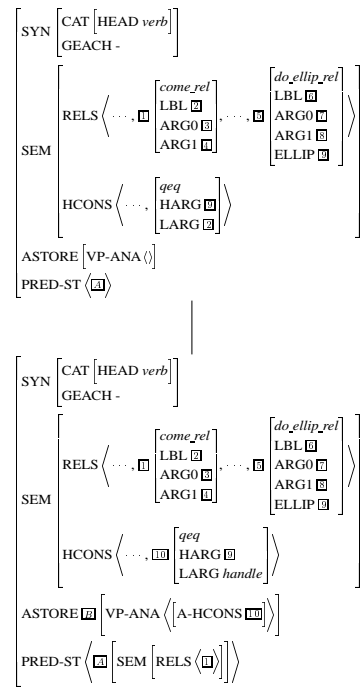 SYN [CAT [HEAD verb]
GEACH -]
SEM [RELS ⟨ ⋯ , [1] [come_rel
LBL [2]
ARG0 [3]
ARG1 [4]] , ⋯ , [5] [do_ellip_rel
LBL [6]
ARG0 [7]
ARG1 [8]
ELLIP [9]] ⟩
HCONS ⟨ ⋯ , [qeq
HARG [9]
LARG [2]] ⟩]
ASTORE [VP-ANA ⟨⟩]
PRED-ST ⟨[A]⟩
SYN [CAT [HEAD verb]
GEACH -]
SEM [RELS ⟨ ⋯ , [1] [come_rel
LBL [2]
ARG0 [3]
ARG1 [4]] , ⋯ , [5] [do_ellip_rel
LBL [6]
ARG0 [7]
ARG1 [8]
ELLIP [9]] ⟩
HCONS ⟨ ⋯ , [10] [qeq
HARG [9]
LARG handle] ⟩]
ASTORE [B] [VP-ANA ⟨[A-HCONS [10]]⟩]
PRED-ST ⟨[A] [SEM [RELS ⟨[1]⟩]]⟩